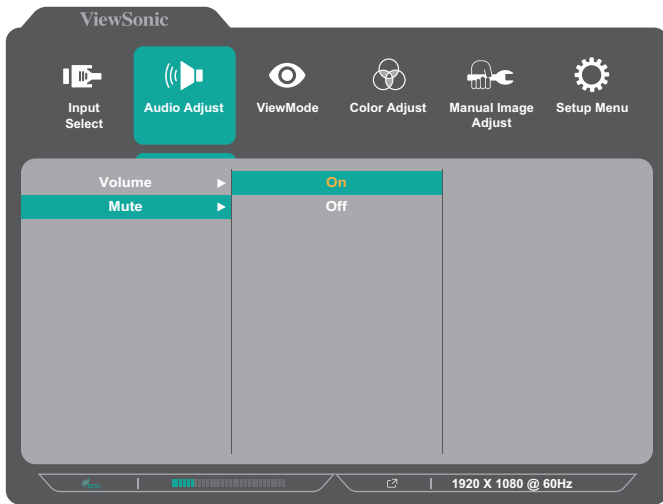 ViewSonic
Input
Select
Audio Adjust
ViewMode
Color Adjust
Manual Image
Adjust
Setup Menu
Volume
On
Mute
Off
eco
1920 X 1080 @ 60Hz